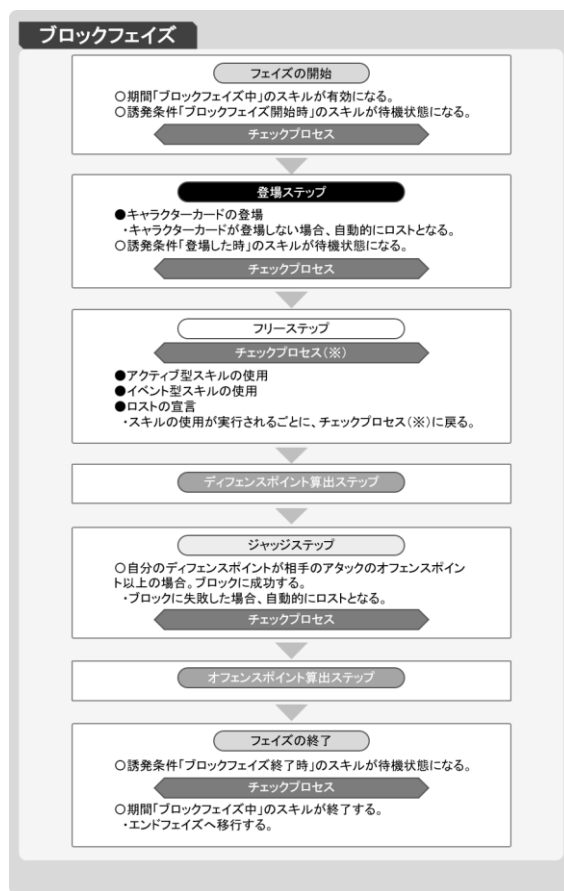 ブロックフェイズ
フェイズの開始
○期間「ブロックフェイズ中」のスキルが有効になる。
○誘発条件「ブロックフェイズ開始時」のスキルが待機状態になる。
チェックプロセス
登場ステップ
●キャラクターカードの登場
・キャラクターカードが登場しない場合、自動的にロストとなる。
○誘発条件「登場した時」のスキルが待機状態になる。
チェックプロセス
フリーステップ
チェックプロセス(※)
●アクティブ型スキルの使用
●イベント型スキルの使用
●ロストの宣言
・スキルの使用が実行されるごとに、チェックプロセス(※)に戻る。
ディフェンスポイント算出ステップ
ジャッジステップ
○自分のディフェンスポイントが相手のアタックのオフェンスポイン
ト以上の場合。ブロックに成功する。
・ブロックに失敗した場合、自動的にロストとなる。
チェックプロセス
オフェンスポイント算出ステップ
フェイズの終了
○誘発条件「ブロックフェイズ終了時」のスキルが待機状態になる。
チェックプロセス
○期間「ブロックフェイズ中」のスキルが終了する。
・エンドフェイズへ移行する。